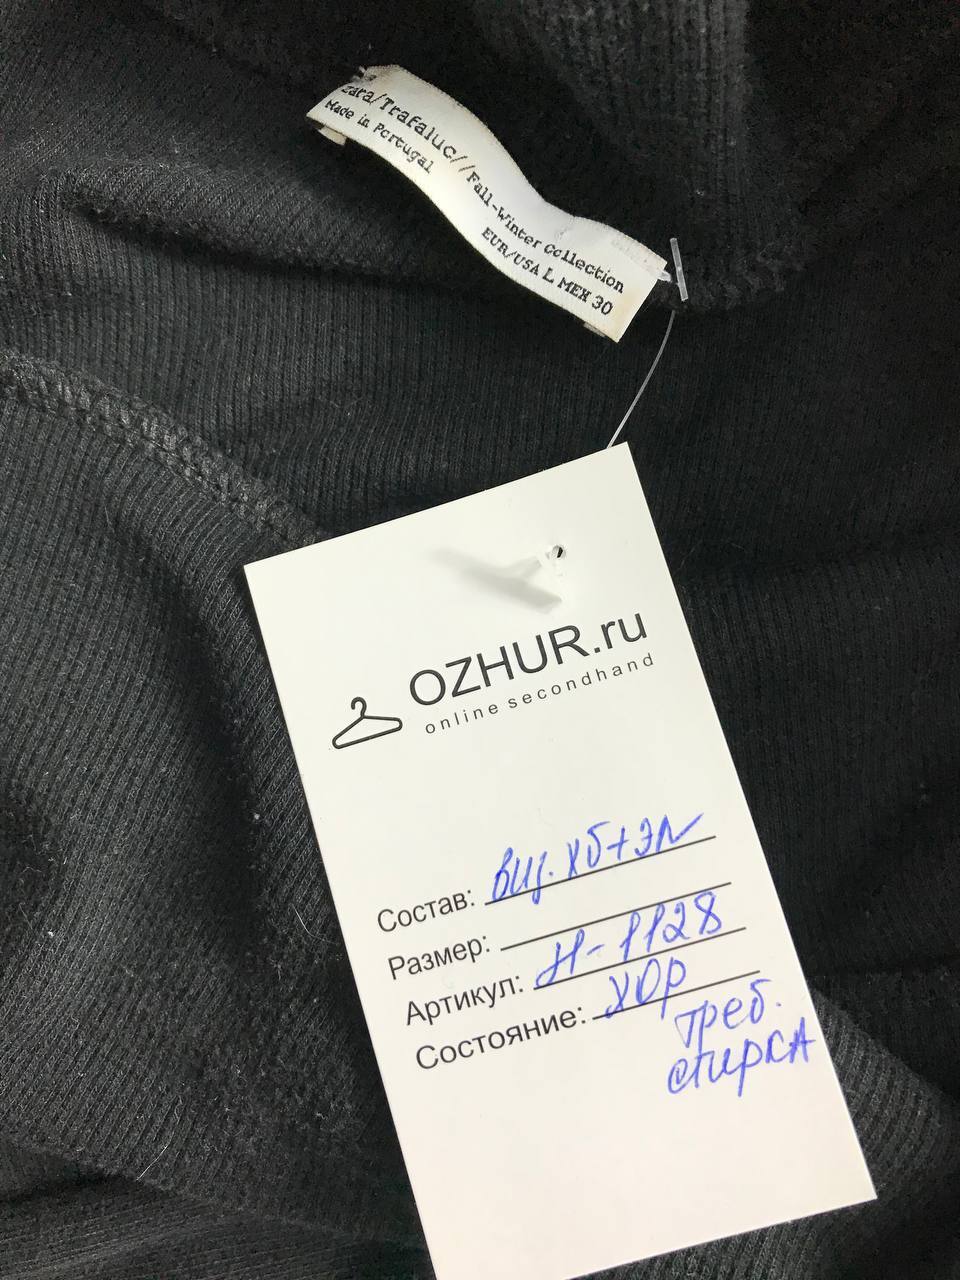 zara/Trafaluc//Fall-Winter Collection
Made in Portugal
EUR/USA L MEX 30
OZHUR.ru
online secondhand
Состав: виз. хб+эл
Размер:
Артикул: Н-1128
Состояние: хор
треб.
стирка